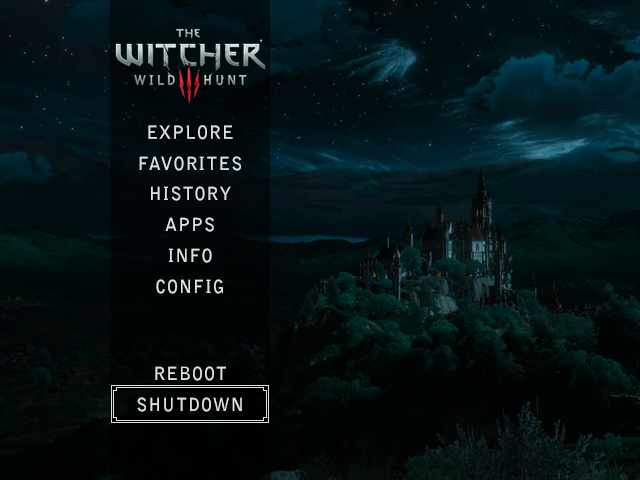 THE
WITCHER
WILD HUNT
EXPLORE
FAVORITES
HISTORY
APPS
INFO
CONFIG
REBOOT
SHUTDOWN